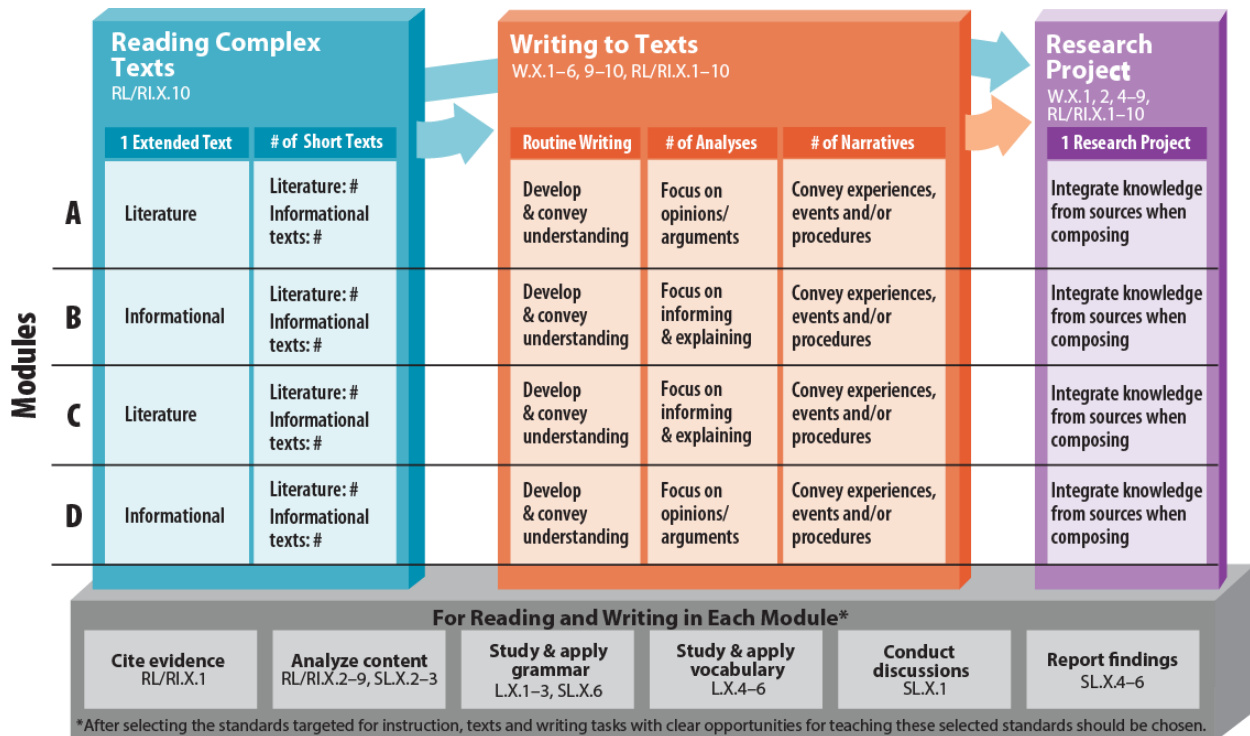 Reading Complex
Texts
RL/RI.X.10
Writing to Texts
W.X.1–6, 9–10, RL/RI.X.1–10
Research
Project
W.X.1, 2, 4–9,
RL/RI.X.1–10
1 Extended Text
# of Short Texts
Routine Writing
# of Analyses
# of Narratives
1 Research Project
Modules
A
Literature
Literature: #
Informational
texts: #
Develop
& convey
understanding
Focus on
opinions/
arguments
Convey experiences,
events and/or
procedures
Integrate knowledge
from sources when
composing
B
Informational
Literature: #
Informational
texts: #
Develop
& convey
understanding
Focus on
informing
& explaining
Convey experiences,
events and/or
procedures
Integrate knowledge
from sources when
composing
C
Literature
Literature: #
Informational
texts: #
Develop
& convey
understanding
Focus on
informing
& explaining
Convey experiences,
events and/or
procedures
Integrate knowledge
from sources when
composing
D
Informational
Literature: #
Informational
texts: #
Develop
& convey
understanding
Focus on
opinions/
arguments
Convey experiences,
events and/or
procedures
Integrate knowledge
from sources when
composing
For Reading and Writing in Each Module*
Cite evidence
RL/RI.X.1
Analyze content
RL/RI.X.2–9, SL.X.2–3
Study & apply
grammar
L.X.1–3, SL.X.6
Study & apply
vocabulary
L.X.4–6
Conduct
discussions
SL.X.1
Report findings
SL.X.4–6
*After selecting the standards targeted for instruction, texts and writing tasks with clear opportunities for teaching these selected standards should be chosen.